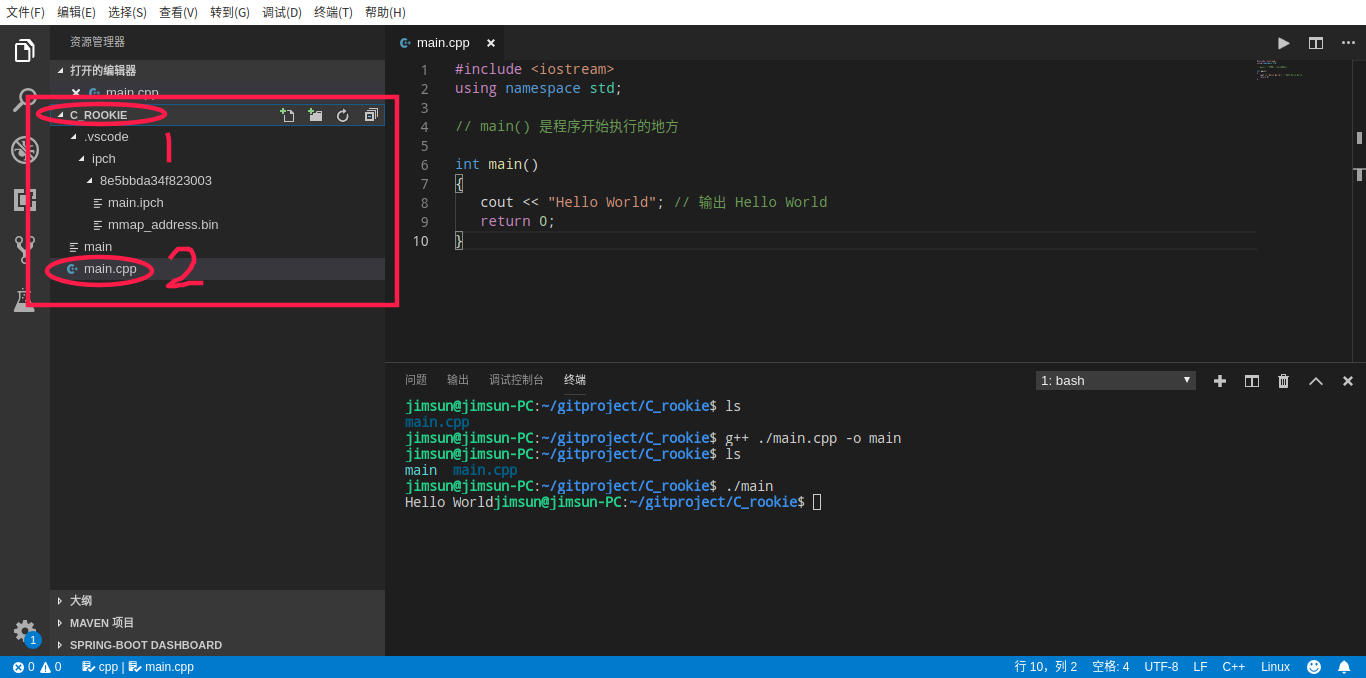 文件(F) 编辑(E) 选择(S) 查看(V) 转到(G) 调试(D) 终端(T) 帮助(H)
资源管理器
打开的编辑器
main.cpp
C_ROOKIE
1
.vscode
ipch
8e5bbda34f823003
main.ipch
mmap_address.bin
main
main.cpp
2
大纲
MAVEN 项目
SPRING-BOOT DASHBOARD
1
main.cpp
1 #include <iostream>
2 using namespace std;
3
4 // main() 是程序开始执行的地方
5
6 int main()
7 {
8 cout << "Hello World"; // 输出 Hello World
9 return 0;
10 }
问题 输出 调试控制台 终端 1: bash
jimsun@jimsun-PC:~/gitproject/C_rookie$ ls
main.cpp
jimsun@jimsun-PC:~/gitproject/C_rookie$ g++ ./main.cpp -o main
jimsun@jimsun-PC:~/gitproject/C_rookie$ ls
main main.cpp
jimsun@jimsun-PC:~/gitproject/C_rookie$ ./main
Hello Worldjimsun@jimsun-PC:~/gitproject/C_rookie$
0 0 cpp | main.cpp 行 10，列 2 空格: 4 UTF-8 LF C++ Linux